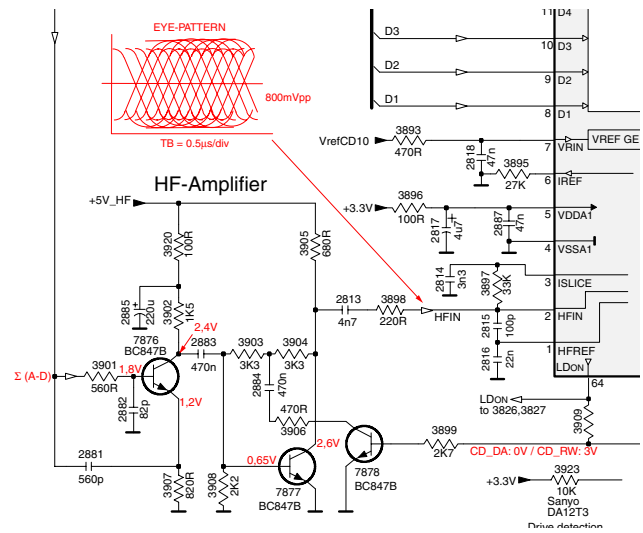 EYE-PATTERN
800mVpp
TB = 0.5µs/div
HF-Amplifier
+5V_HF
3920
100R
2885
220u
3902
1K5
7876
BC847B
2,4V
Σ (A-D)
3901
560R
1,8V
2882
82p
1,2V
2881
560p
3907
820R
3908
2K2
2883
470n
3903
3K3
3904
3K3
2884
470n
470R
3906
3905
680R
0,65V
2,6V
7877
BC847B
7878
BC847B
3899
2K7
CD_DA: 0V / CD_RW: 3V
2813
4n7
3898
220R
HFIN
D3
D2
D1
11
D4
10
D3
9
D2
8
D1
VrefCD10
3893
470R
2818
47n
7
VRIN
VREF GE
3895
27K
6
IREF
+3.3V
3896
100R
2817
4u7
2887
47n
5
VDDA1
4
VSSA1
2814
3n3
3897
33K
3
ISLICE
2
HFIN
2815
100p
2816
22n
1
HFREF
LDON
64
LDON
to 3826,3827
3909
+3.3V
3923
10K
Sanyo
DA12T3
Drive detection